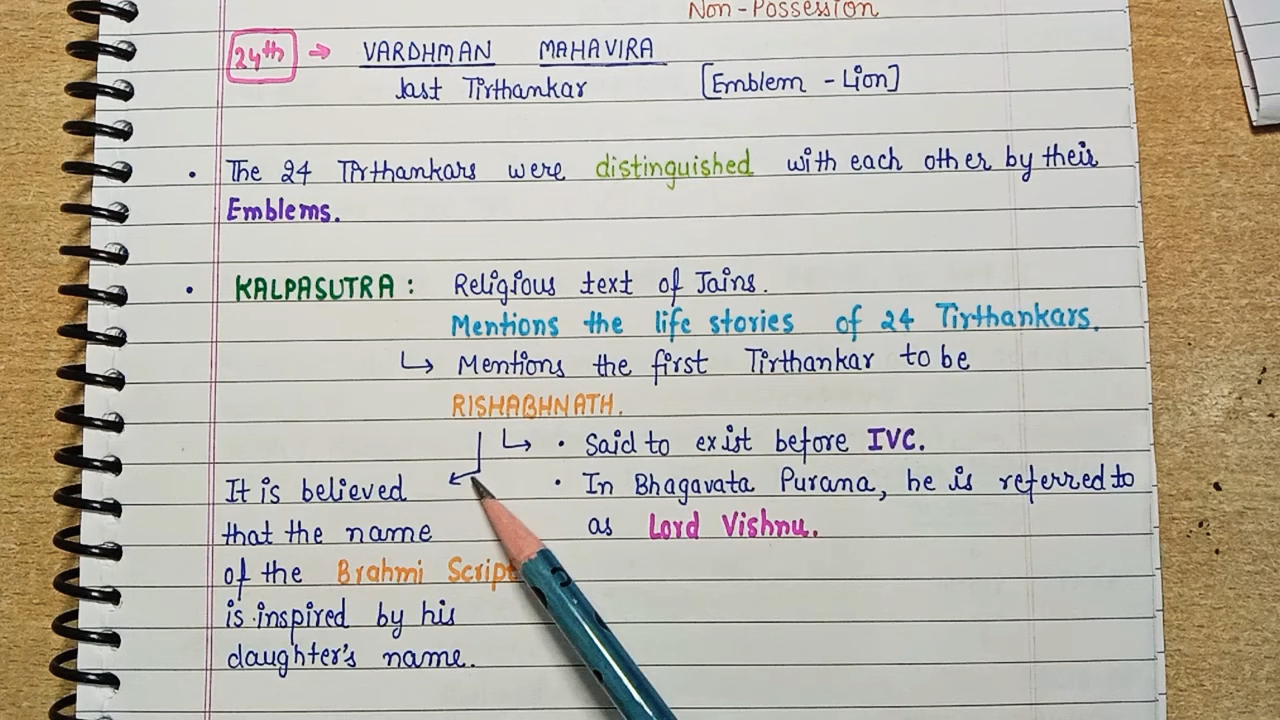 Non-Possession
24th → VARDHMAN MAHAVIRA
last Tirthankar [Emblem - Lion]
• The 24 Tirthankars were distinguished with each other by their
Emblems.
• KALPASUTRA : Religious text of Jains.
Mentions the life stories of 24 Tirthankars.
↳ Mentions the first Tirthankar to be
RISHABHNATH.
↳ • Said to exist before IVC.
• In Bhagavata Purana, he is referred to
as Lord Vishnu.
It is believed
that the name
of the Brahmi Script
is inspired by his
daughter's name.